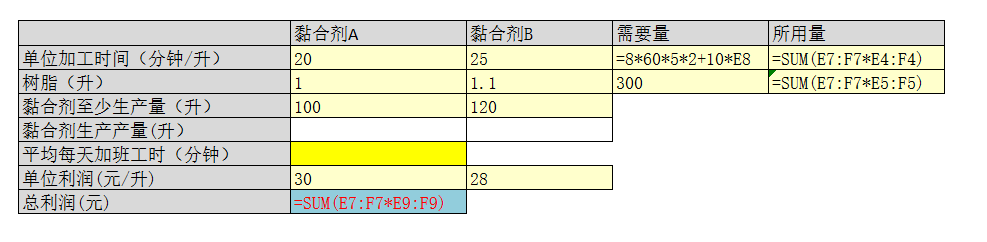 黏合剂A 黏合剂B 需要量 所用量
单位加工时间（分钟/升） 20 25 =8*60*5*2+10*E8 =SUM(E7:F7*E4:F4)
树脂（升） 1 1.1 300 =SUM(E7:F7*E5:F5)
黏合剂至少生产量（升） 100 120
黏合剂生产产量(升）
平均每天加班工时（分钟）
单位利润(元/升) 30 28
总利润(元) =SUM(E7:F7*E9:F9)